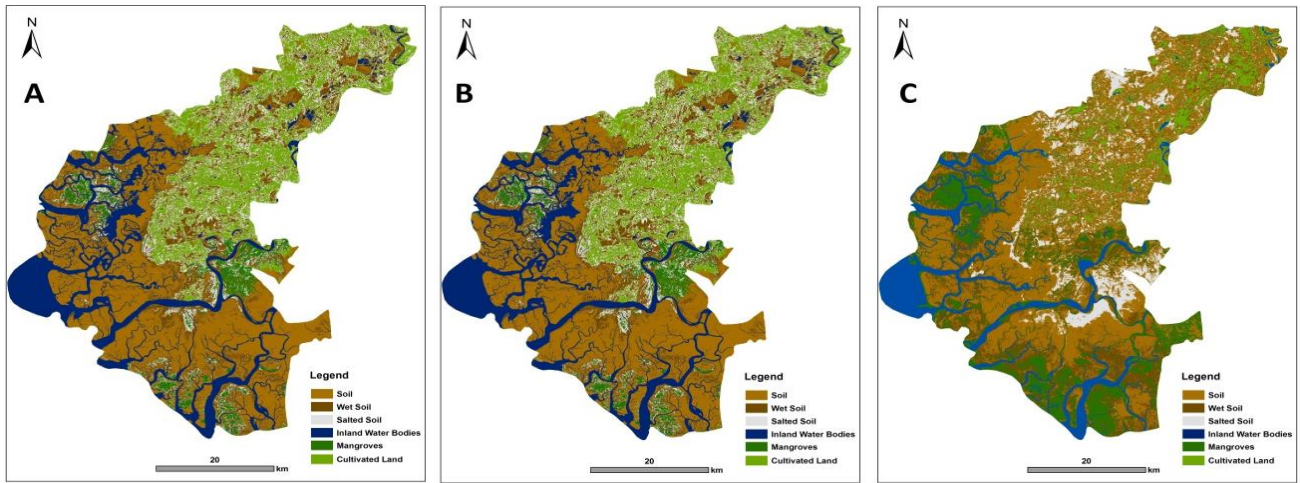 N
A
Legend
Soil
Wet Soil
Salted Soil
Inland Water Bodies
Mangroves
Cultivated Land
20
km
N
B
Legend
Soil
Wet Soil
Salted Soil
Inland Water Bodies
Mangroves
Cultivated Land
20
km
N
C
Legend
Soil
Wet Soil
Salted Soil
Inland Water Bodies
Mangroves
Cultivated Land
20
km